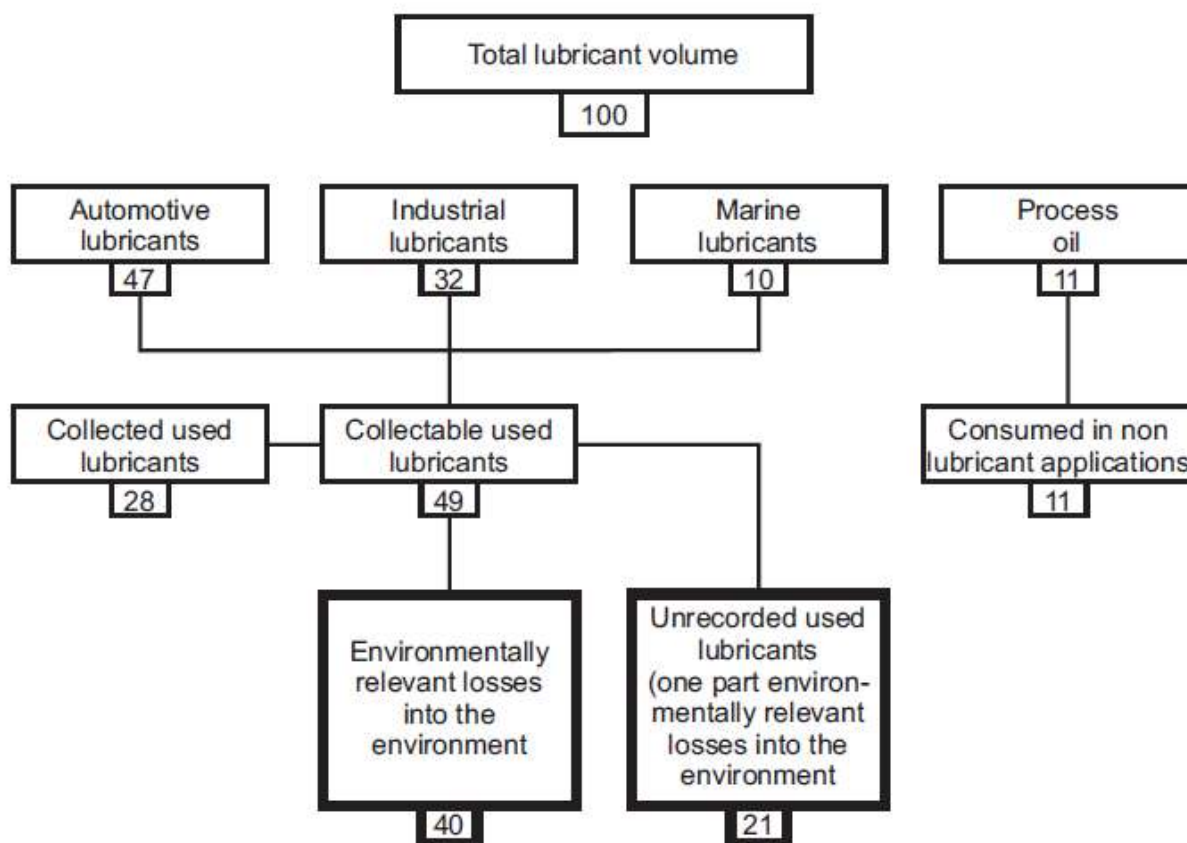 Total lubricant volume
100
Automotive
lubricants
47
Industrial
lubricants
32
Marine
lubricants
10
Process
oil
11
Collected used
lubricants
28
Collectable used
lubricants
49
Consumed in non
lubricant applications
11
Environmentally
relevant losses
into the
environment
40
Unrecorded used
lubricants
(one part environ-
mentally relevant
losses into the
environment
21